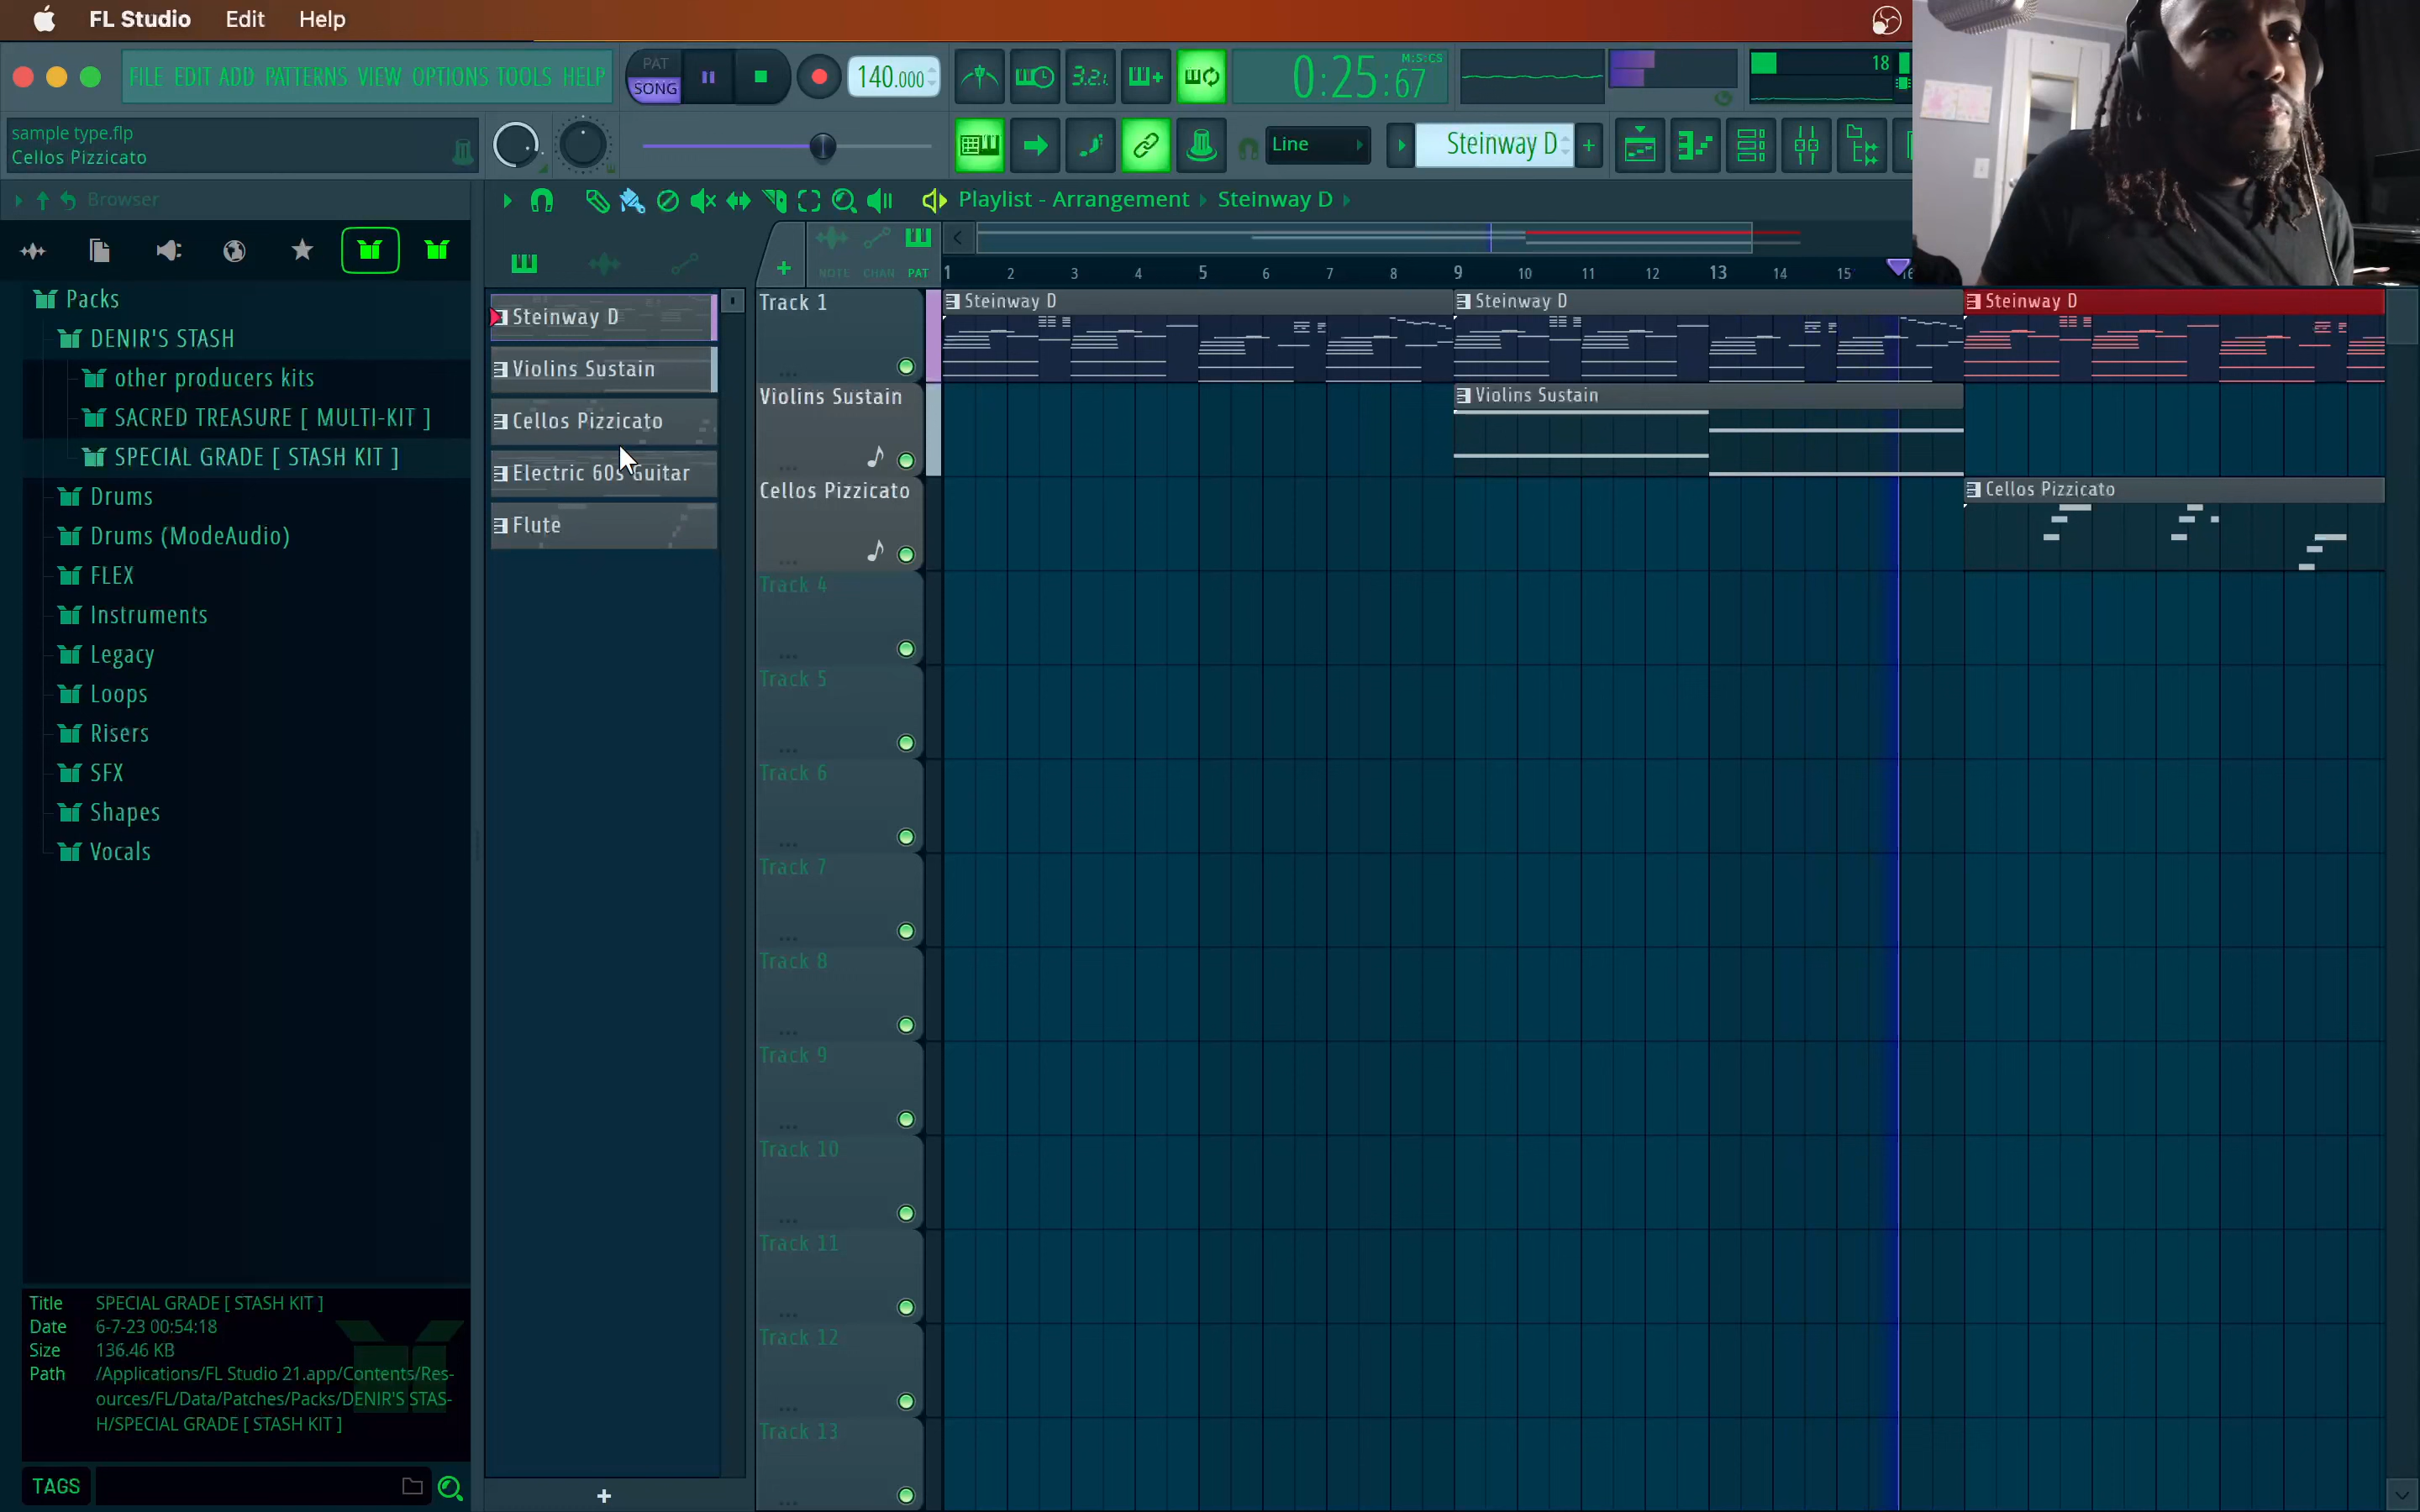 FL Studio Edit Help
FILE EDIT ADD PATTERNS VIEW OPTIONS TOOLS HELP
PAT
SONG
140.000
3.2.
M:S:CS
0:25:67
18
sample type.flp
Cellos Pizzicato
Line
Steinway D
Browser
Playlist - Arrangement Steinway D
NOTE CHAN PAT
1 2 3 4 5 6 7 8 9 10 11 12 13 14 15
Packs
DENIR'S STASH
other producers kits
SACRED TREASURE [ MULTI-KIT ]
SPECIAL GRADE [ STASH KIT ]
Drums
Drums (ModeAudio)
FLEX
Instruments
Legacy
Loops
Risers
SFX
Shapes
Vocals
Steinway D
Violins Sustain
Cellos Pizzicato
Electric 60s Guitar
Flute
Track 1
Steinway D
Steinway D
Steinway D
Violins Sustain
Violins Sustain
Cellos Pizzicato
Cellos Pizzicato
Track 4
Track 5
Track 6
Track 7
Track 8
Track 9
Track 10
Track 11
Track 12
Track 13
Title SPECIAL GRADE [ STASH KIT ]
Date 6-7-23 00:54:18
Size 136.46 KB
Path /Applications/FL Studio 21.app/Contents/Res-
ources/FL/Data/Patches/Packs/DENIR'S STAS-
H/SPECIAL GRADE [ STASH KIT ]
TAGS